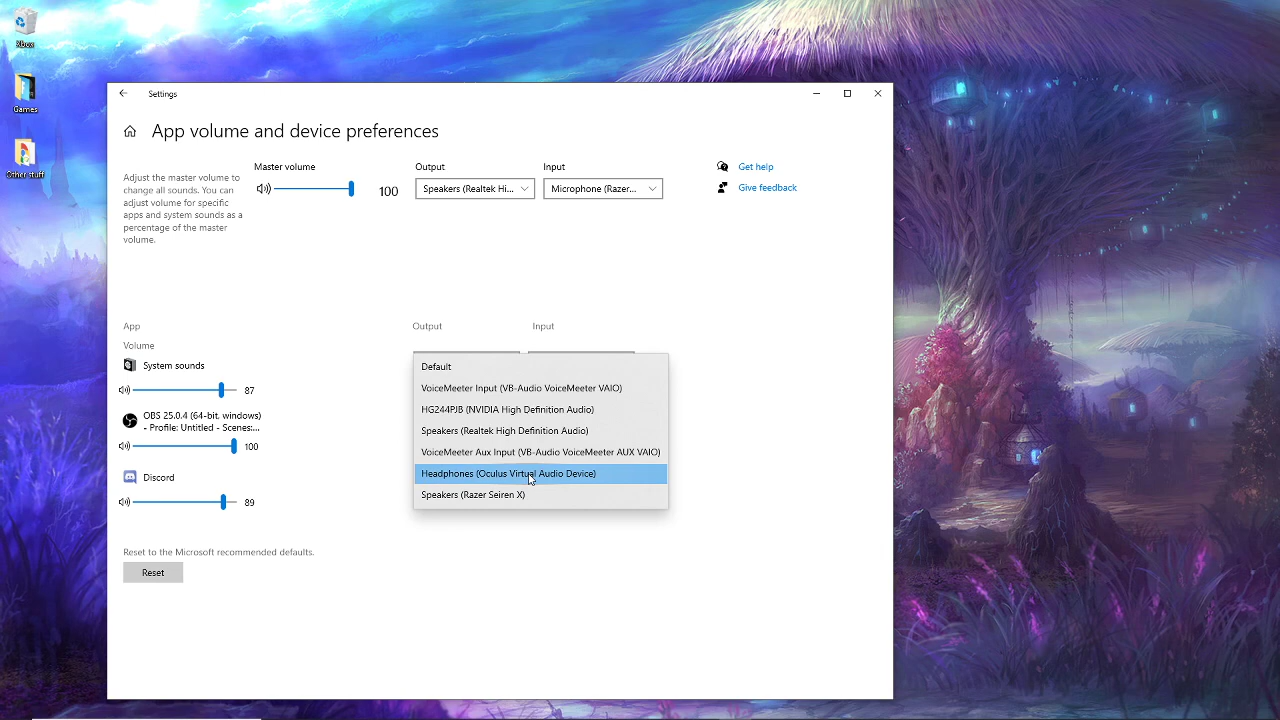 Xbox
Games
Other stuff
Settings
App volume and device preferences
Adjust the master volume to
change all sounds. You can
adjust volume for specific
apps and system sounds as a
percentage of the master
volume.
Master volume
100
Output
Speakers (Realtek Hi...
Input
Microphone (Razer...
Get help
Give feedback
App
Volume
Output
Input
System sounds
87
OBS 25.0.4 (64-bit. windows)
- Profile: Untitled - Scenes:...
100
Discord
89
Default
VoiceMeeter Input (VB-Audio VoiceMeeter VAIO)
HG244PJB (NVIDIA High Definition Audio)
Speakers (Realtek High Definition Audio)
VoiceMeeter Aux Input (VB-Audio VoiceMeeter AUX VAIO)
Headphones (Oculus Virtual Audio Device)
Speakers (Razer Seiren X)
Reset to the Microsoft recommended defaults.
Reset